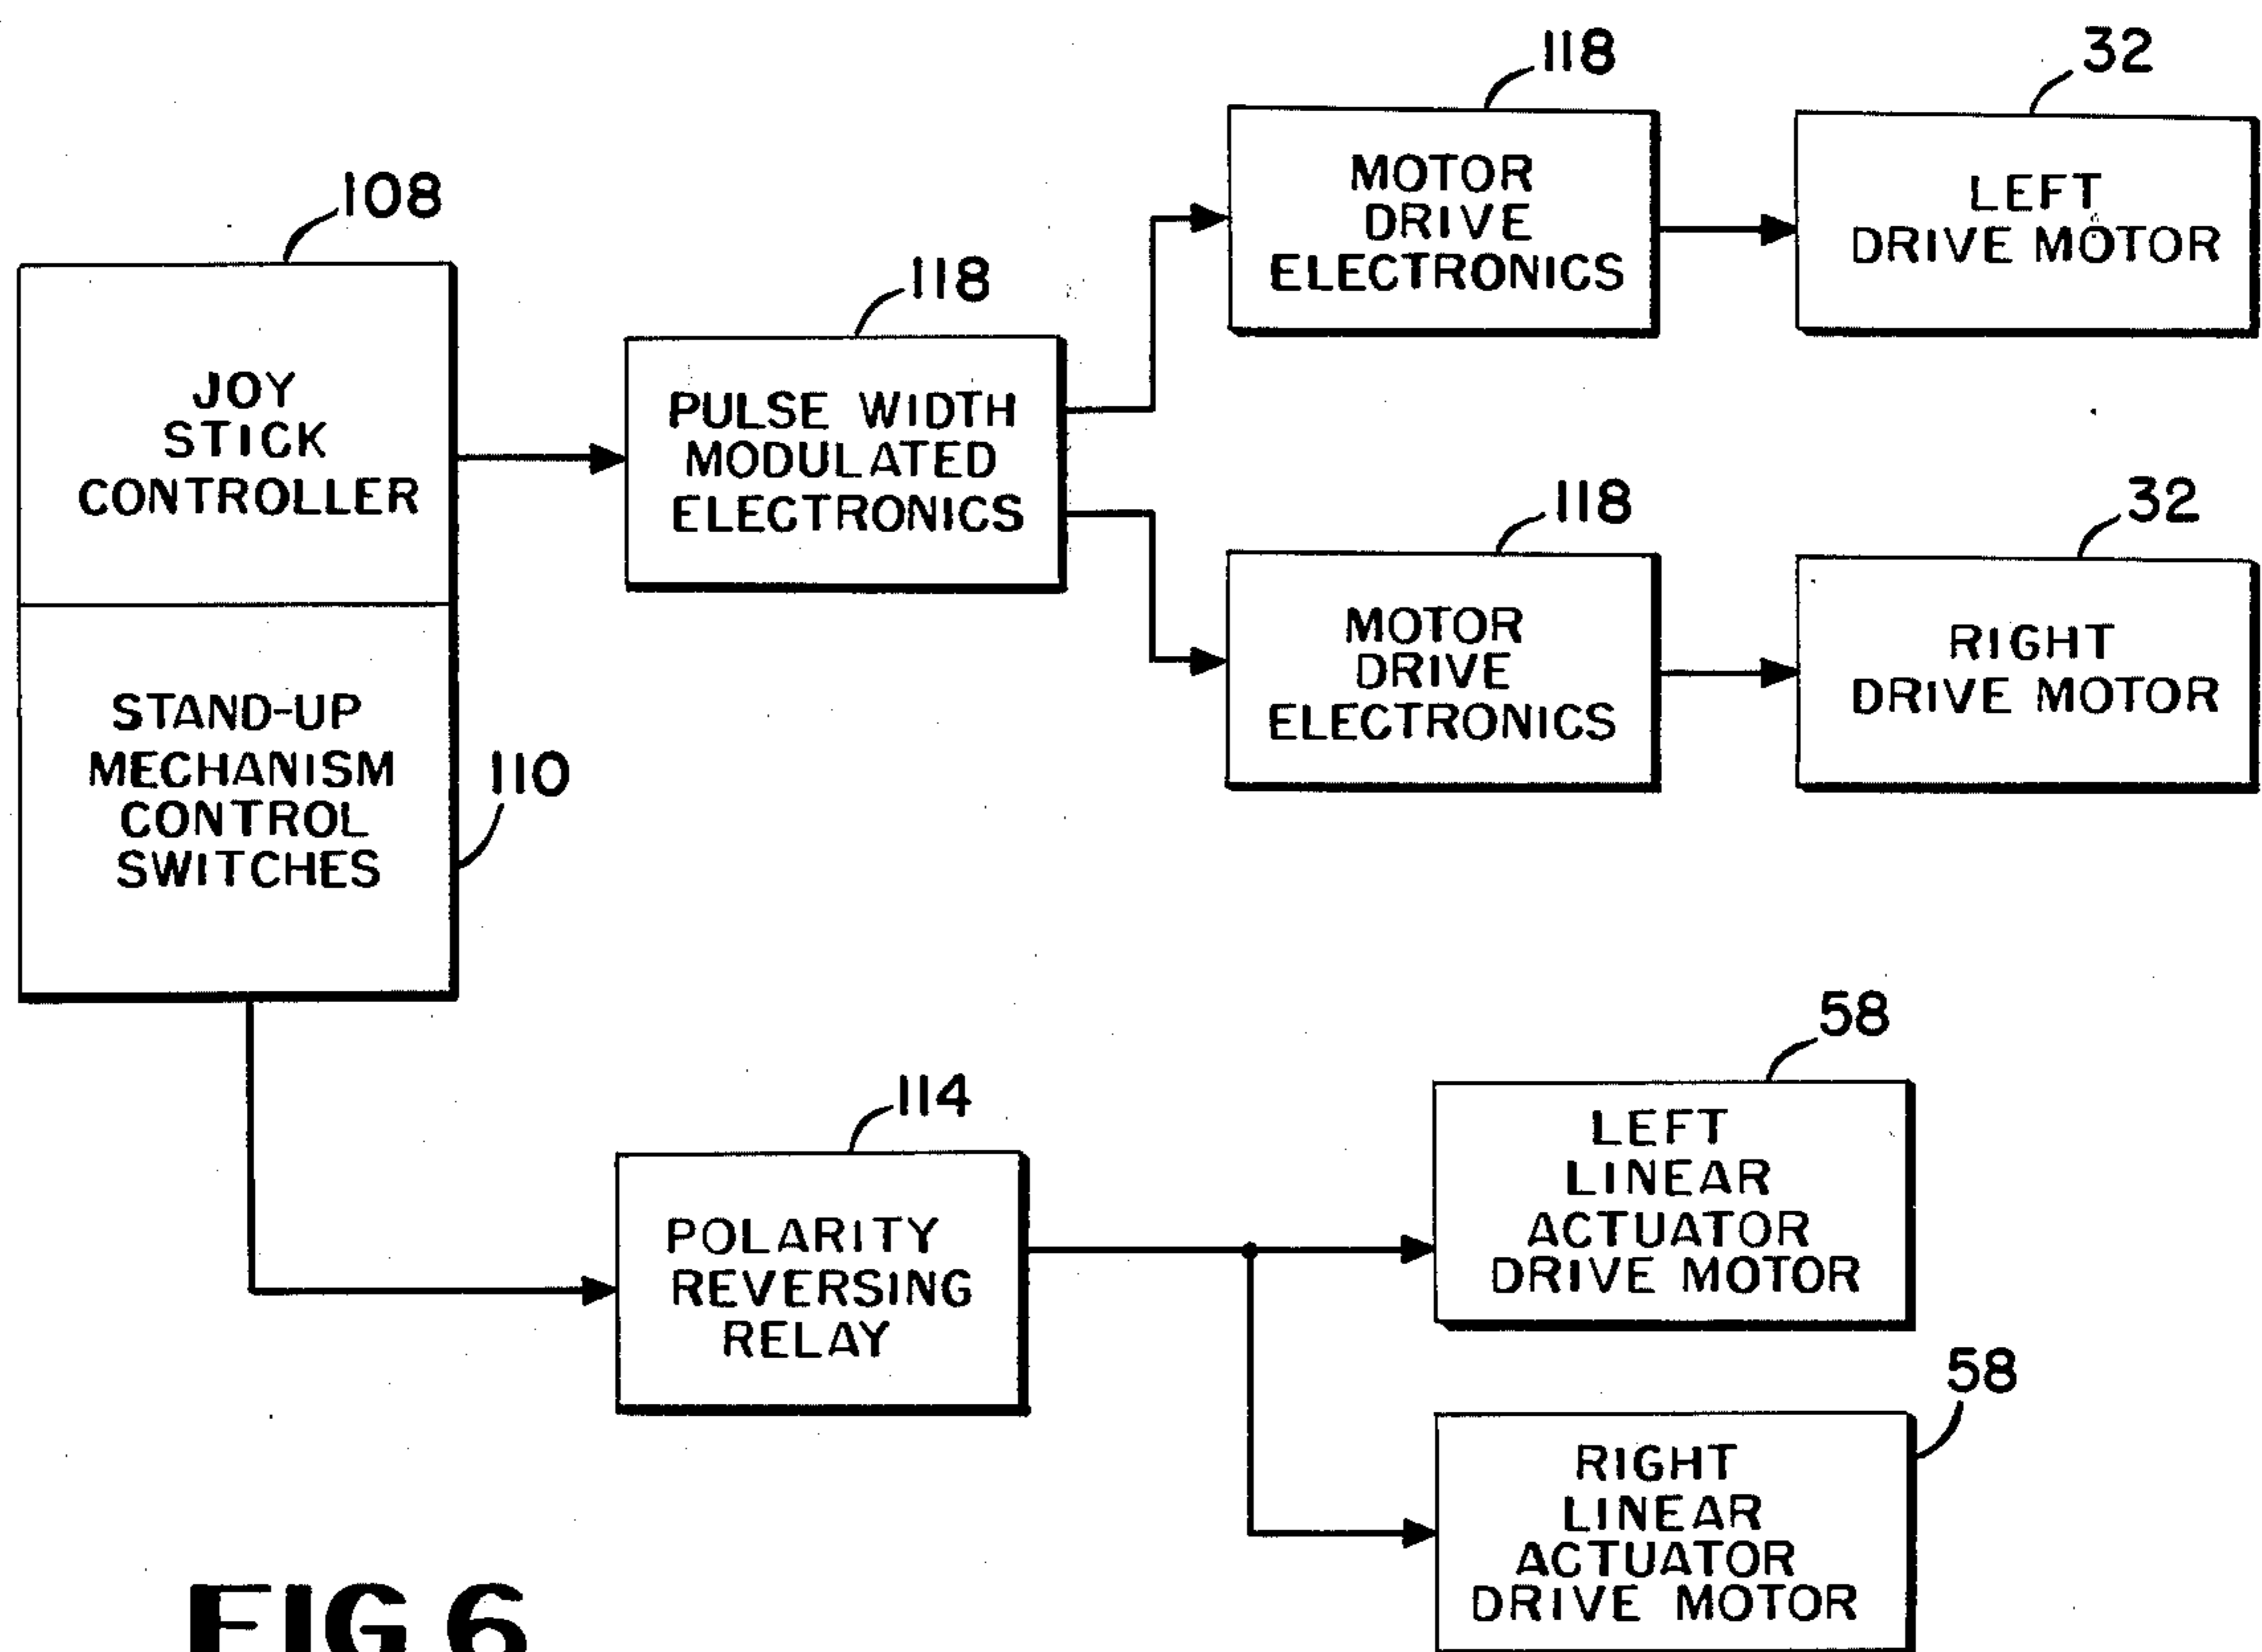 108
JOY
STICK
CONTROLLER
STAND-UP
MECHANISM
CONTROL
SWITCHES
110
118
PULSE WIDTH
MODULATED
ELECTRONICS
118
MOTOR
DRIVE
ELECTRONICS
32
LEFT
DRIVE MOTOR
118
MOTOR
DRIVE
ELECTRONICS
32
RIGHT
DRIVE MOTOR
114
POLARITY
REVERSING
RELAY
58
LEFT
LINEAR
ACTUATOR
DRIVE MOTOR
58
RIGHT
LINEAR
ACTUATOR
DRIVE MOTOR
FIG 6